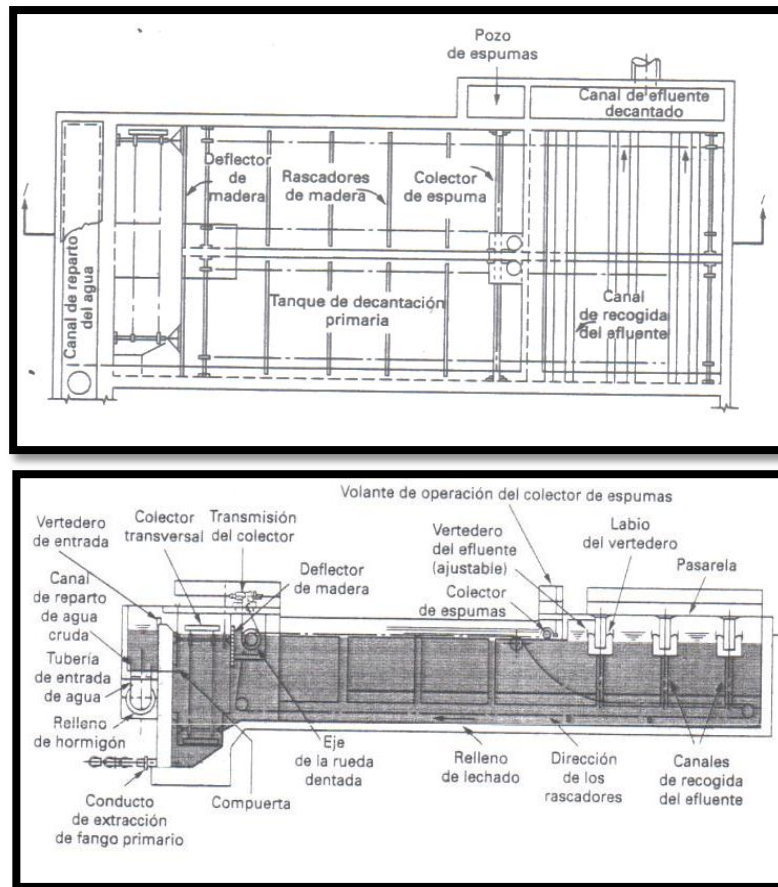 Pozo
de espumas
Canal de efluente
decantado
Deflector
de
madera
Rascadores
de madera
Colector
de espuma
Canal de reparto
del agua
Tanque de decantación
primaria
Canal
de recogida
del efluente
Volante de operación del colector de espumas
Vertedero
de entrada
Colector
transversal
Transmisión
del colector
Deflector
de madera
Vertedero
del efluente
(ajustable)
Labio
del vertedero
Pasarela
Canal
de reparto
de agua
cruda
Colector
de espumas
Tubería
de entrada
de agua
Relleno
de hormigón
Conducto
de extracción
de fango primario
Compuerta
Eje
de la rueda
dentada
Relleno
de lechado
Dirección
de los
rascadores
Canales
de recogida
del efluente